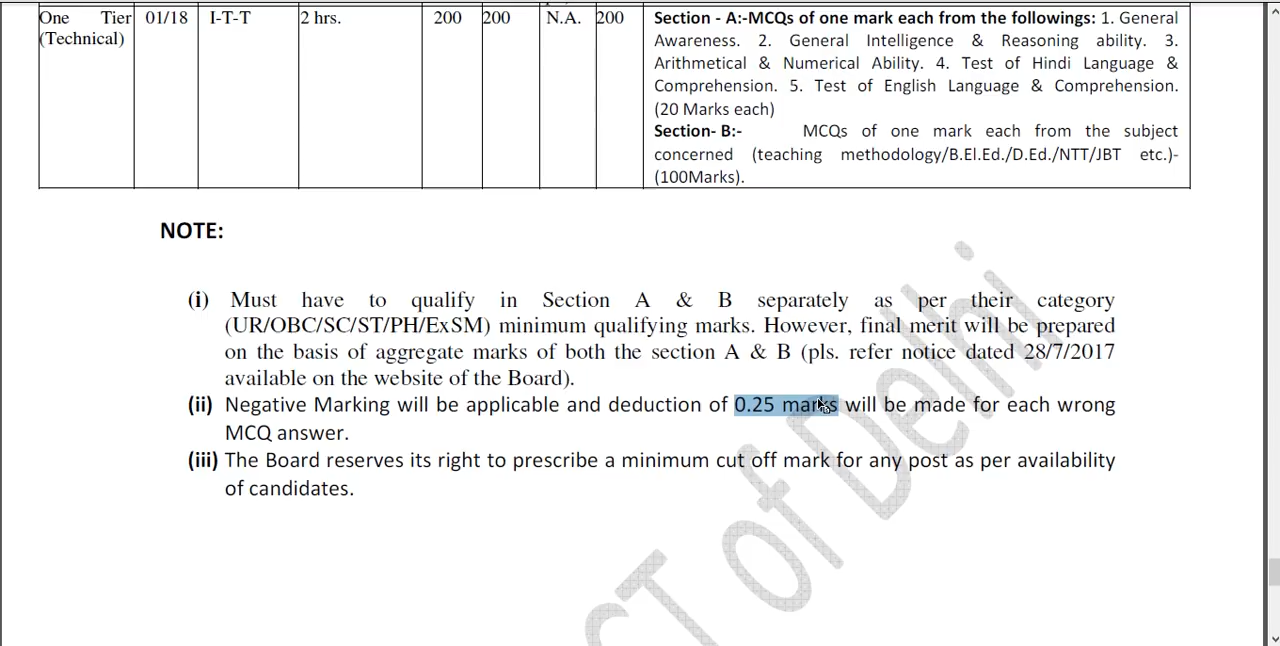 One Tier 01/18 I-T-T 2 hrs. 200 200 N.A. 200 Section - A:-MCQs of one mark each from the followings: 1. General
(Technical) Awareness. 2. General Intelligence & Reasoning ability. 3.
Arithmetical & Numerical Ability. 4. Test of Hindi Language &
Comprehension. 5. Test of English Language & Comprehension.
(20 Marks each)
Section- B:- MCQs of one mark each from the subject
concerned (teaching methodology/B.El.Ed./D.Ed./NTT/JBT etc.)-
(100Marks).
NOTE:
(i) Must have to qualify in Section A & B separately as per their category
(UR/OBC/SC/ST/PH/ExSM) minimum qualifying marks. However, final merit will be prepared
on the basis of aggregate marks of both the section A & B (pls. refer notice dated 28/7/2017
available on the website of the Board).
(ii) Negative Marking will be applicable and deduction of 0.25 marks will be made for each wrong
MCQ answer.
(iii) The Board reserves its right to prescribe a minimum cut off mark for any post as per availability
of candidates.
CT of Delhi